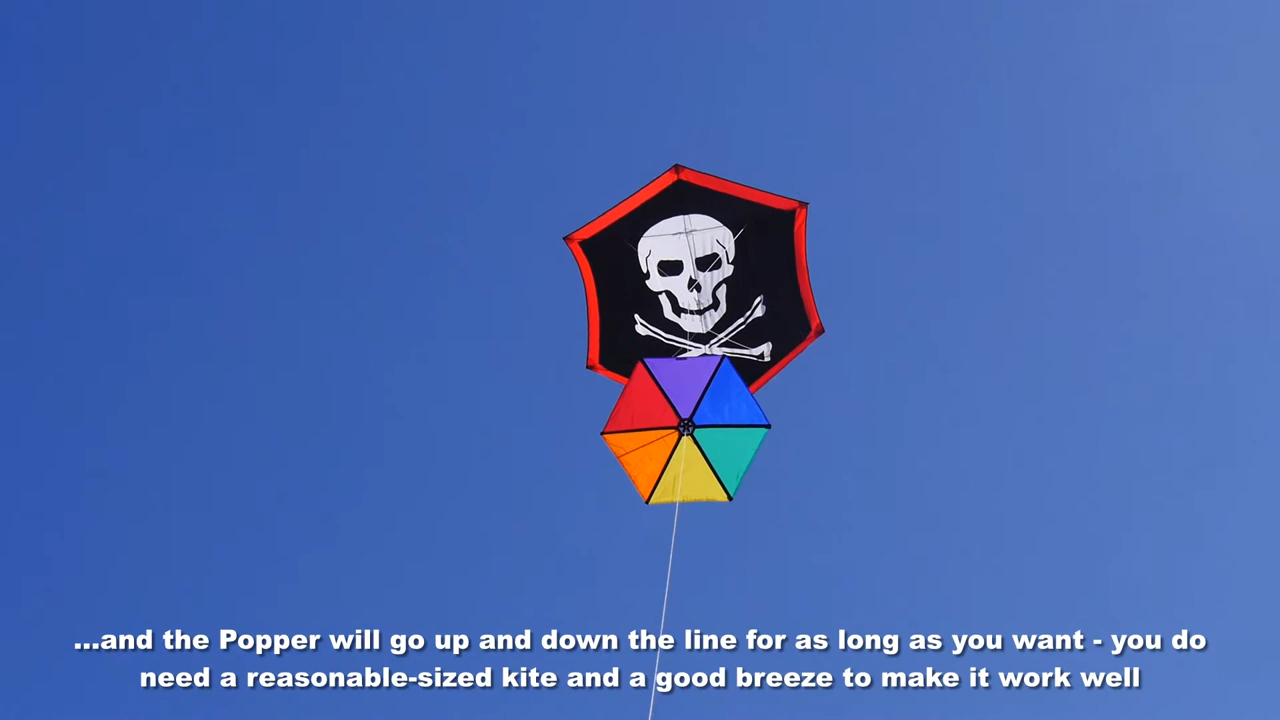 ...and the Popper will go up and down the line for as long as you want - you do
need a reasonable-sized kite and a good breeze to make it work well